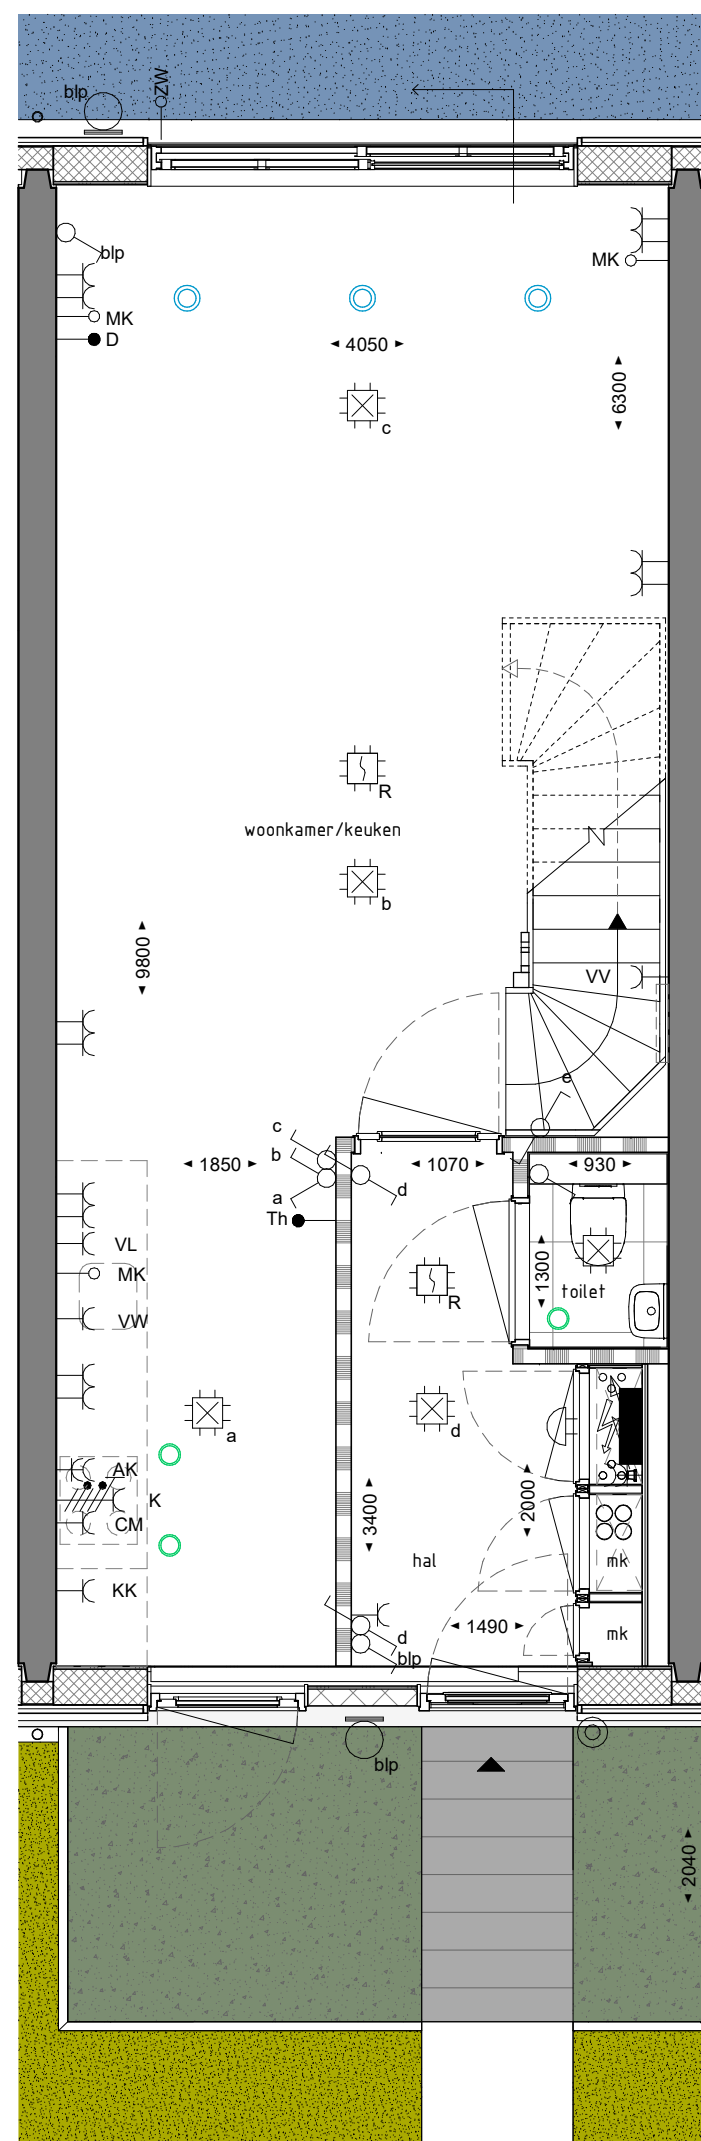 blp
ZW
blp
MK
MK
D
4050
6300
c
R
woonkamer/keuken
b
9800
VV
e
c
b
1850
1070
930
a
d
Th
VL
MK
1300
toilet
R
VW
a
d
AK
K
3400
2000
CM
hal
mk
KK
1490
mk
d
blp
blp
2040